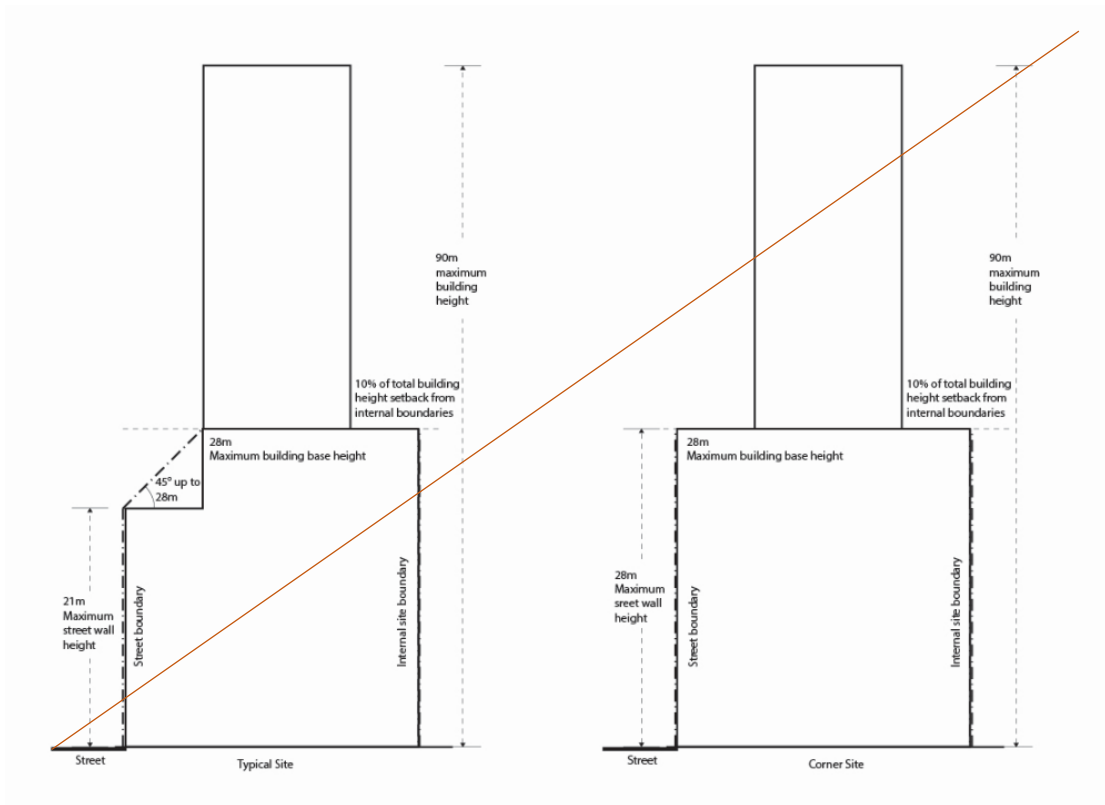 90m
maximum
building
height
10% of total building
height setback from
internal boundaries
28m
Maximum building base height
45° up to
28m
21m
Maximum
street wall
height
Street boundary
Internal site boundary
Street
Typical Site
90m
maximum
building
height
10% of total building
height setback from
internal boundaries
28m
Maximum building base height
28m
Maximum
sreet wall
height
Street boundary
Internal site boundary
Street
Corner Site